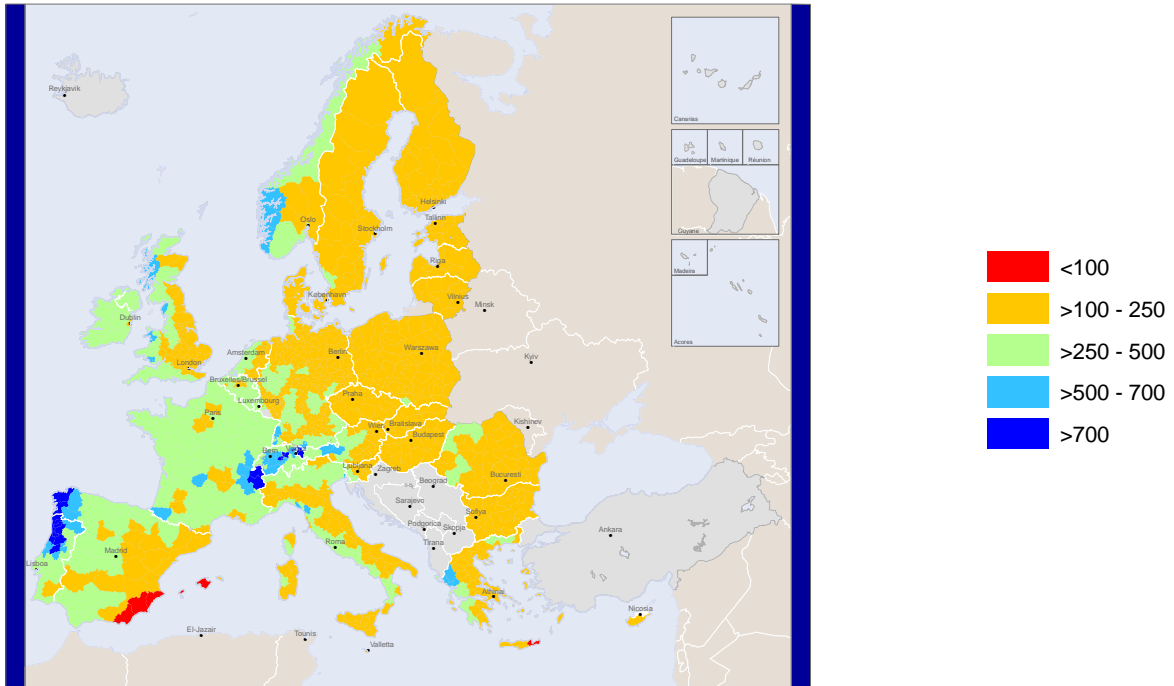 Reykjavik
Canarias
Guadeloupe Martinique Réunion
Guyane
Madeira
Acores
Helsinki
Oslo
Tallinn
Stockholm
Riga
København
Vilnius
Minsk
Dublin
Amsterdam
Berlin
Warszawa
London
Kyiv
Bruxelles/Brussel
Luxembourg
Praha
Paris
Wien
Bratislava
Kishinev
Budapest
Bern
Ljubljana
Zagreb
Bucuresti
Beograd
Sarajevo
Sofiya
Podgorica
Skopje
Ankara
Roma
Tirana
Madrid
Lisboa
Athinai
Nicosia
El-Jazair
Tounis
Valletta
<100
>100 - 250
>250 - 500
>500 - 700
>700